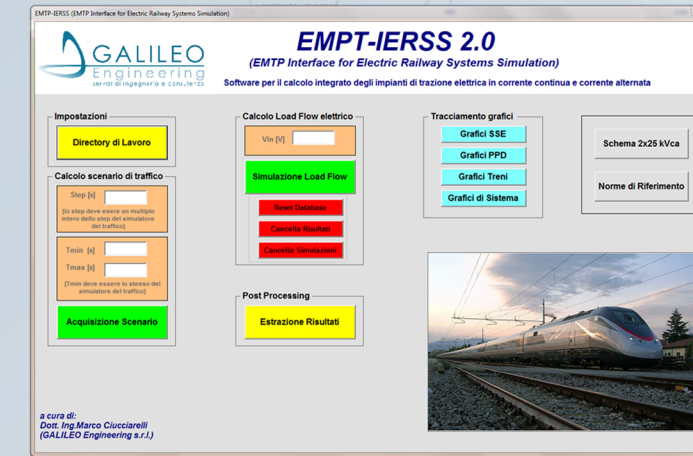 EMTP-IERSS (EMTP Interface for Electric Railway Systems Simulation)
GALILEO
Engineering
servizi di ingegneria e consulenza
EMPT-IERSS 2.0
(EMTP Interface for Electric Railway Systems Simulation)
Software per il calcolo integrato degli impianti di trazione elettrica in corrente continua e corrente alternata
Impostazioni
Directory di Lavoro
Calcolo scenario di traffico
Step [s]
[lo step deve esere un multiplo
intero dello step del simulatore
del traffico]
Tmin [s]
Tmax [s]
[Tmin deve essere lo stesso del
simulatore del traffico]
Acquisizione Scenario
Calcolo Load Flow elettrico
Vin [V]
Simulazione Load Flow
Reset Database
Cancella Risultati
Cancella Simulazioni
Post Processing
Estrazione Risultati
Tracciamento grafici
Grafici SSE
Grafici PPD
Grafici Treni
Grafici di Sistema
Schema 2x25 kVca
Norme di Riferimento
a cura di:
Dott. Ing.Marco Ciucciarelli
(GALILEO Engineering s.r.l.)